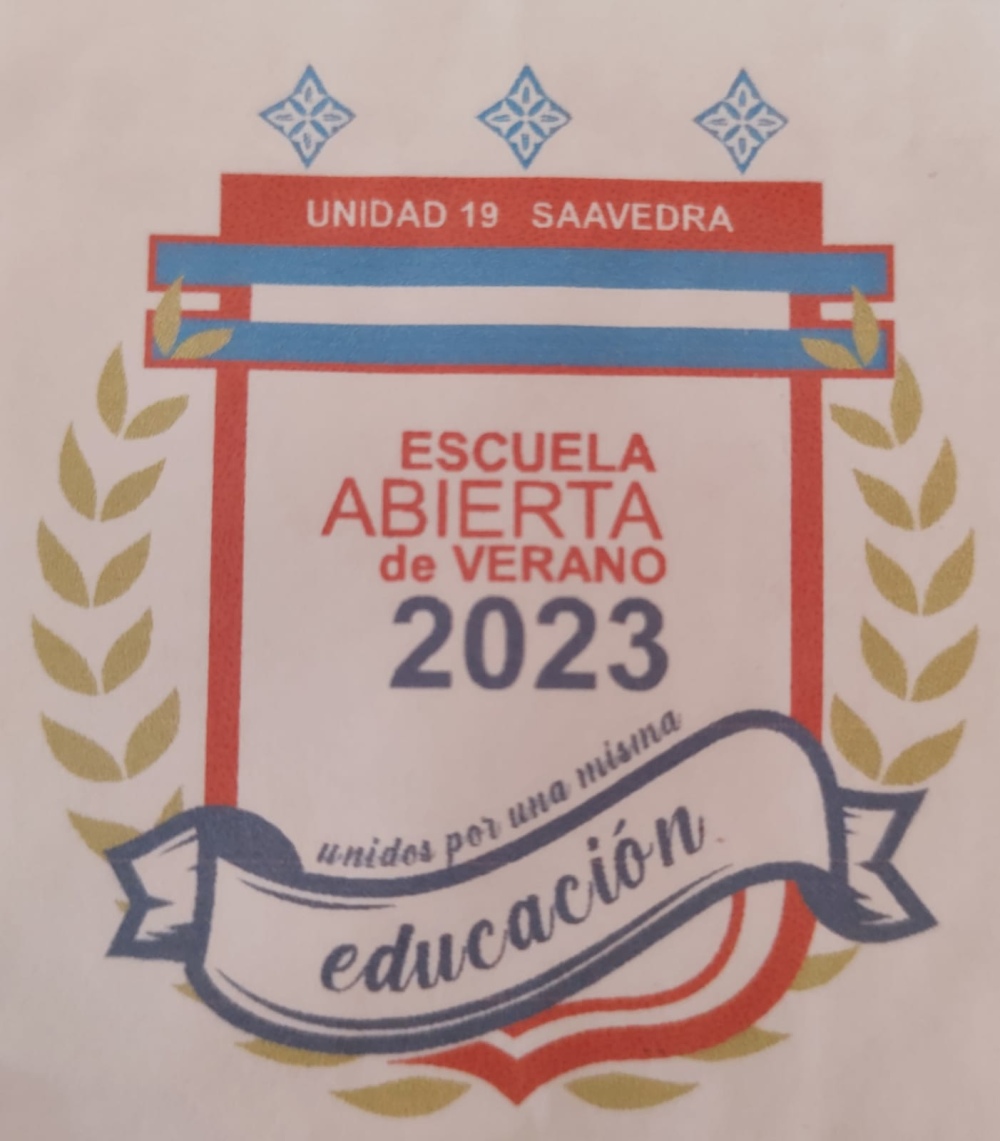 UNIDAD 19 SAAVEDRA
ESCUELA
ABIERTA
de VERANO
2023
unidos por una misma
educación